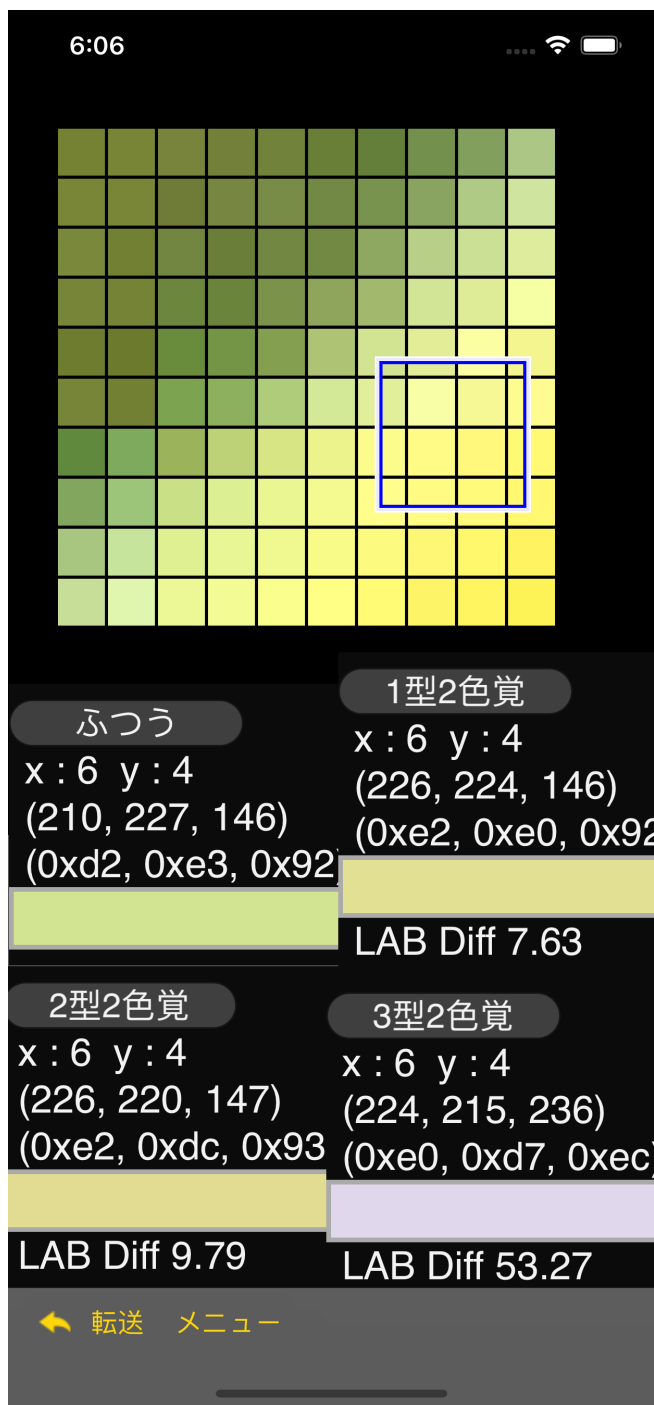 6:06
ふつう
x : 6 y : 4
(210, 227, 146)
(0xd2, 0xe3, 0x92)
1型2色覚
x : 6 y : 4
(226, 224, 146)
(0xe2, 0xe0, 0x92
LAB Diff 7.63
2型2色覚
x : 6 y : 4
(226, 220, 147)
(0xe2, 0xdc, 0x93
LAB Diff 9.79
3型2色覚
x : 6 y : 4
(224, 215, 236)
(0xe0, 0xd7, 0xec)
LAB Diff 53.27
転送 メニュー